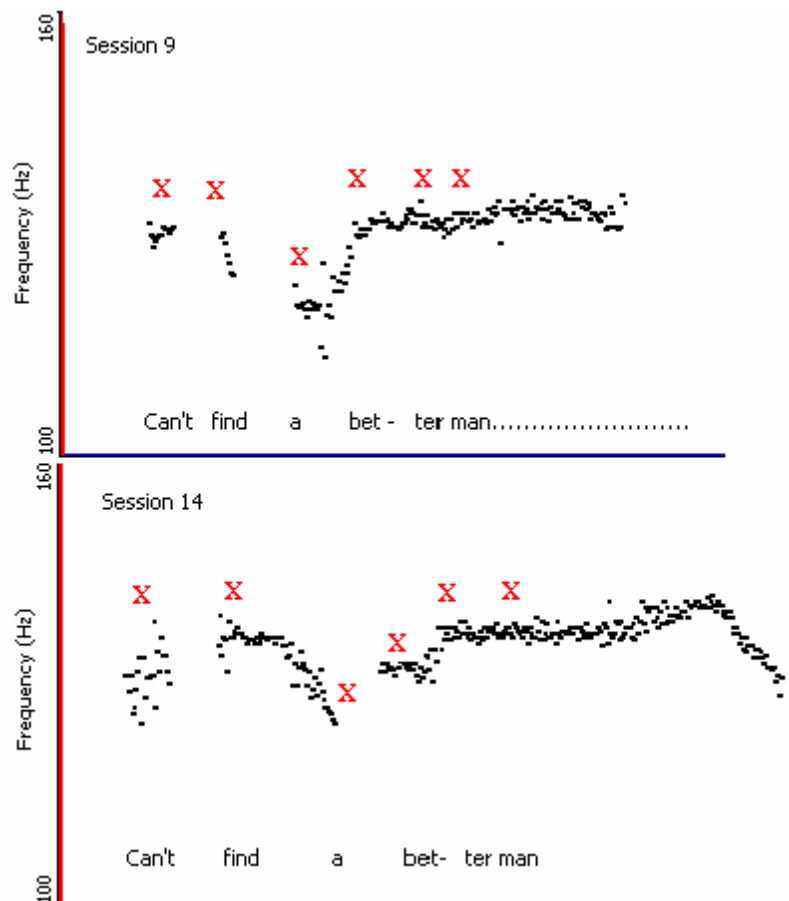 160
Session 9
X X X X X
X
Frequency (Hz)
Can't find a bet - ter man.........................
100
160
Session 14
X X X X
X
X
Frequency (Hz)
Can't find a bet- ter man
100